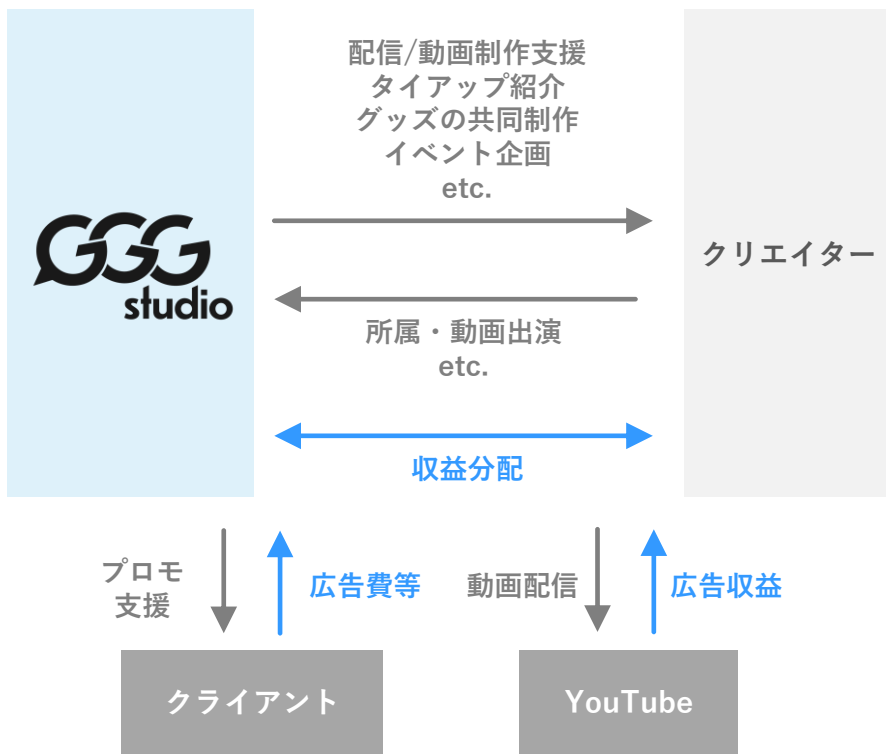 配信/動画制作支援
タイアップ紹介
グッズの共同制作
イベント企画
etc.
GGG
studio
クリエイター
所属・動画出演
etc.
収益分配
プロモ
支援
広告費等
動画配信
広告収益
クライアント
YouTube